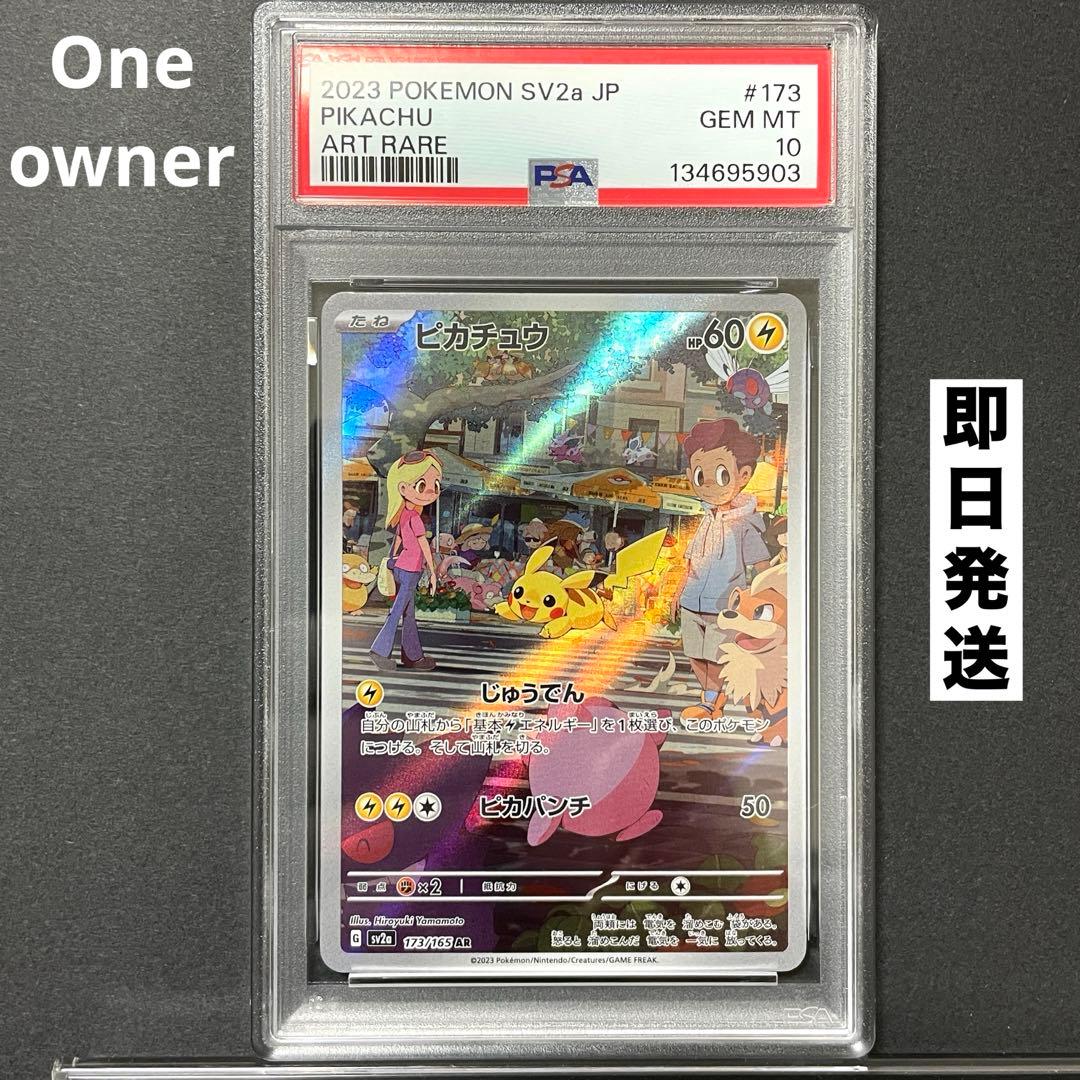 One
owner
2023 POKEMON SV2a JP #173
PIKACHU GEM MT
ART RARE 10
PSA
134695903
たね
ピカチュウ
HP60
即日発送
じゅうでん
自分の山札から「基本エネルギー」を1枚選び、このポケモン
につける。そして山札を切る。
ピカパンチ 50
弱点 ×2 抵抗力 にげる
Illus. Hiroyuki Yamamoto
両頬には 電気を 溜めこむ 袋がある。
怒ると 溜めこんだ 電気を 一気に 放ってくる。
G sv2a 173/165 AR
©2023 Pokémon/Nintendo/Creatures/GAME FREAK.